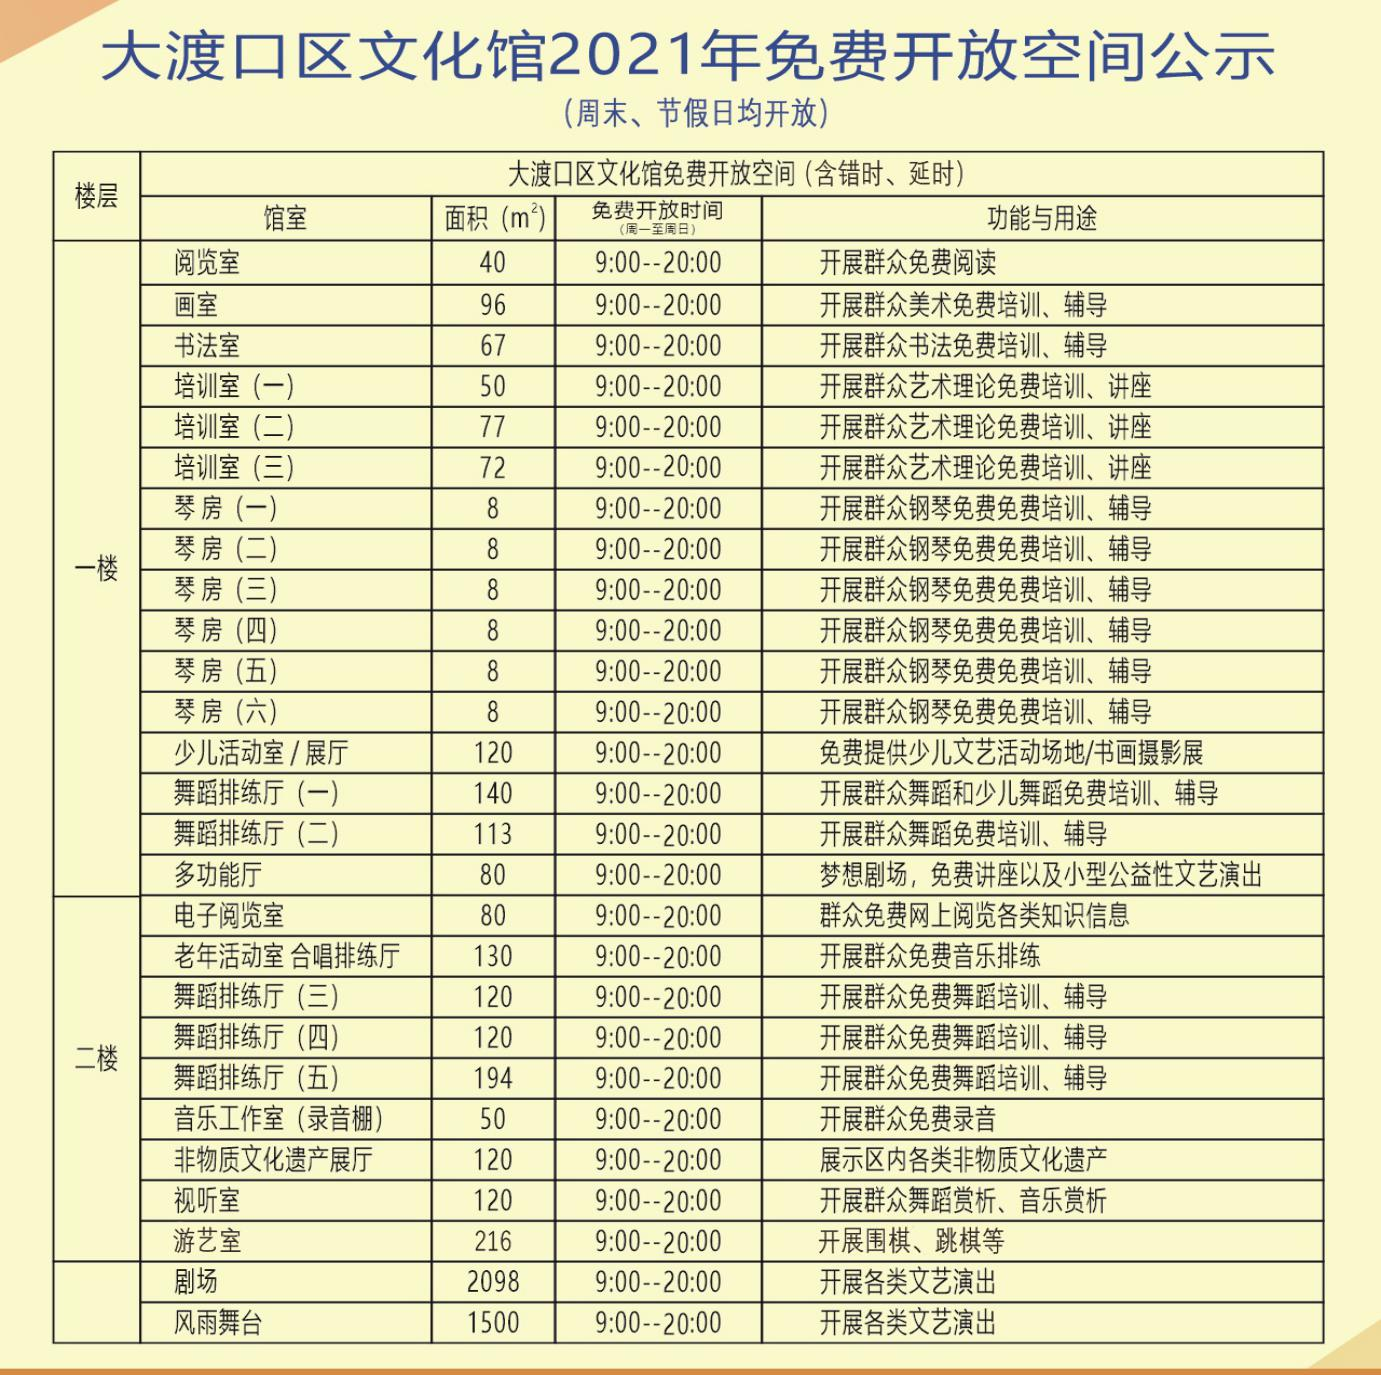 大渡口区文化馆2021年免费开放空间公示
（周末、节假日均开放）
楼层
大渡口区文化馆免费开放空间（含错时、延时）
馆室 面积（m²） 免费开放时间（周一至周日） 功能与用途
一楼
阅览室 40 9:00--20:00 开展群众免费阅读
画室 96 9:00--20:00 开展群众美术免费培训、辅导
书法室 67 9:00--20:00 开展群众书法免费培训、辅导
培训室（一） 50 9:00--20:00 开展群众艺术理论免费培训、讲座
培训室（二） 77 9:00--20:00 开展群众艺术理论免费培训、讲座
培训室（三） 72 9:00--20:00 开展群众艺术理论免费培训、讲座
琴 房（一） 8 9:00--20:00 开展群众钢琴免费免费培训、辅导
琴 房（二） 8 9:00--20:00 开展群众钢琴免费免费培训、辅导
琴 房（三） 8 9:00--20:00 开展群众钢琴免费免费培训、辅导
琴 房（四） 8 9:00--20:00 开展群众钢琴免费免费培训、辅导
琴 房（五） 8 9:00--20:00 开展群众钢琴免费免费培训、辅导
琴 房（六） 8 9:00--20:00 开展群众钢琴免费免费培训、辅导
少儿活动室 / 展厅 120 9:00--20:00 免费提供少儿文艺活动场地/书画摄影展
舞蹈排练厅（一） 140 9:00--20:00 开展群众舞蹈和少儿舞蹈免费培训、辅导
舞蹈排练厅（二） 113 9:00--20:00 开展群众舞蹈免费培训、辅导
多功能厅 80 9:00--20:00 梦想剧场，免费讲座以及小型公益性文艺演出
二楼
电子阅览室 80 9:00--20:00 群众免费网上阅览各类知识信息
老年活动室 合唱排练厅 130 9:00--20:00 开展群众免费音乐排练
舞蹈排练厅（三） 120 9:00--20:00 开展群众免费舞蹈培训、辅导
舞蹈排练厅（四） 120 9:00--20:00 开展群众免费舞蹈培训、辅导
舞蹈排练厅（五） 194 9:00--20:00 开展群众免费舞蹈培训、辅导
音乐工作室（录音棚） 50 9:00--20:00 开展群众免费录音
非物质文化遗产展厅 120 9:00--20:00 展示区内各类非物质文化遗产
视听室 120 9:00--20:00 开展群众舞蹈赏析、音乐赏析
游艺室 216 9:00--20:00 开展围棋、跳棋等
剧场 2098 9:00--20:00 开展各类文艺演出
风雨舞台 1500 9:00--20:00 开展各类文艺演出